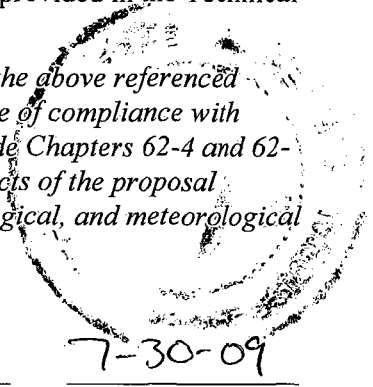 provided in the Technical
the above referenced
e of compliance with
de Chapters 62-4 and 62-
cts of the proposal
gical, and meteorological
7-30-09